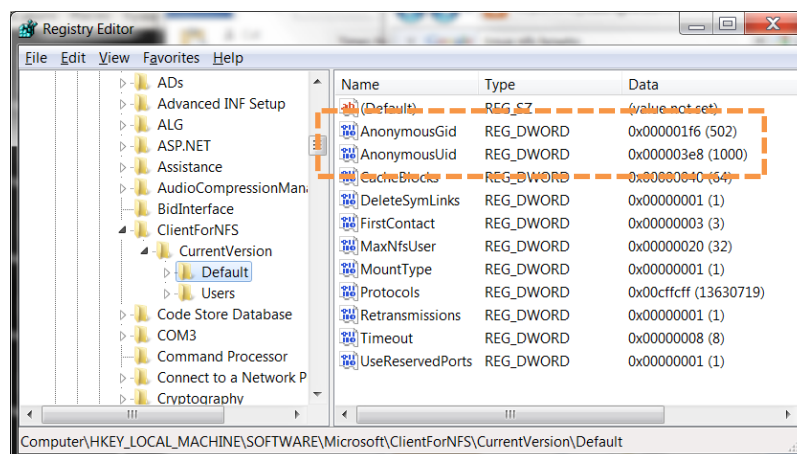 Registry Editor
File Edit View Favorites Help
ADs
Advanced INF Setup
ALG
ASP.NET
Assistance
AudioCompressionMan
BidInterface
ClientForNFS
CurrentVersion
Default
Users
Code Store Database
COM3
Command Processor
Connect to a Network P
Cryptography
Name Type Data
(Default) REG_SZ (value not set)
AnonymousGid REG_DWORD 0x000001f6 (502)
AnonymousUid REG_DWORD 0x000003e8 (1000)
CacheBlocks REG_DWORD 0x00000040 (64)
DeleteSymLinks REG_DWORD 0x00000001 (1)
FirstContact REG_DWORD 0x00000003 (3)
MaxNfsUser REG_DWORD 0x00000020 (32)
MountType REG_DWORD 0x00000001 (1)
Protocols REG_DWORD 0x00cffcff (13630719)
Retransmissions REG_DWORD 0x00000001 (1)
Timeout REG_DWORD 0x00000008 (8)
UseReservedPorts REG_DWORD 0x00000001 (1)
Computer\HKEY_LOCAL_MACHINE\SOFTWARE\Microsoft\ClientForNFS\CurrentVersion\Default